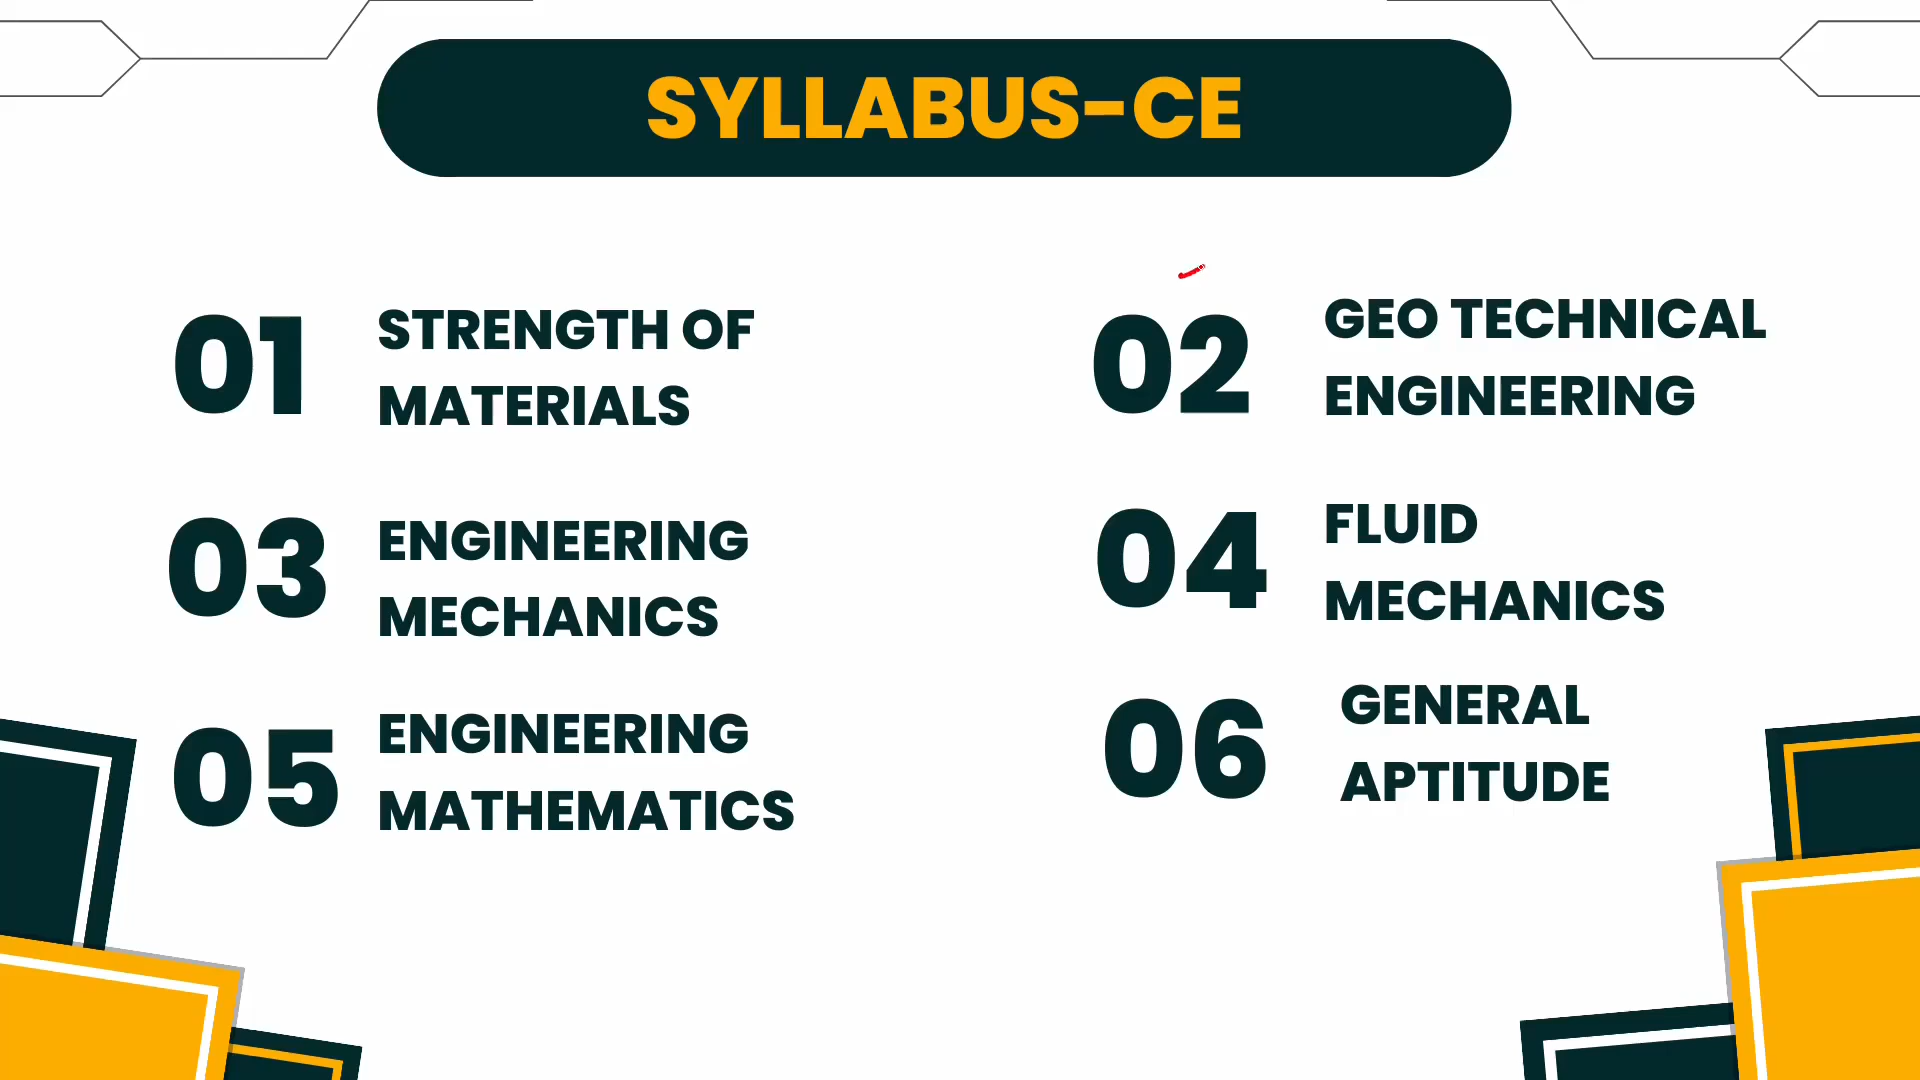 SYLLABUS-CE
01
STRENGTH OF
MATERIALS
02
GEO TECHNICAL
ENGINEERING
03
ENGINEERING
MECHANICS
04
FLUID
MECHANICS
05
ENGINEERING
MATHEMATICS
06
GENERAL
APTITUDE